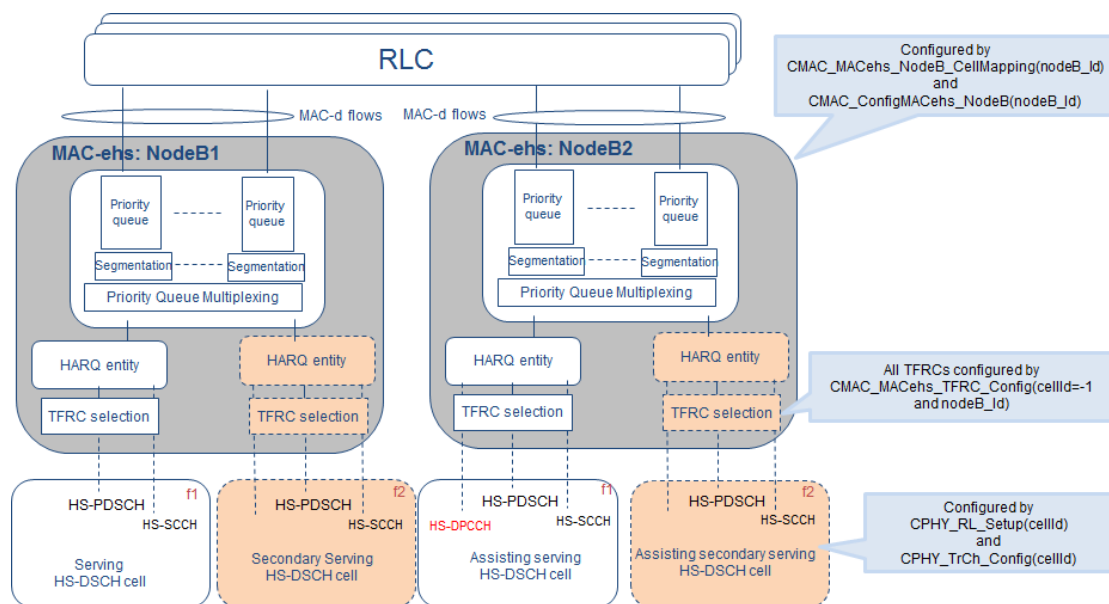 RLC
Configured by
CMAC_MACehs_NodeB_CellMapping(nodeB_Id)
and
CMAC_ConfigMACehs_NodeB(nodeB_Id)
MAC-d flows
MAC-d flows
MAC-ehs: NodeB1
Priority
queue
Priority
queue
Segmentation
Segmentation
Priority Queue Multiplexing
HARQ entity
HARQ entity
TFRC selection
TFRC selection
MAC-ehs: NodeB2
Priority
queue
Priority
queue
Segmentation
Segmentation
Priority Queue Multiplexing
HARQ entity
HARQ entity
TFRC selection
TFRC selection
All TFRCs configured by
CMAC_MACehs_TFRC_Config(cellId=-1
and nodeB_Id)
f1
HS-PDSCH
HS-SCCH
Serving
HS-DSCH cell
f2
HS-PDSCH
HS-SCCH
Secondary Serving
HS-DSCH cell
f1
HS-PDSCH
HS-DPCCH
HS-SCCH
Assisting serving
HS-DSCH cell
f2
HS-PDSCH
HS-SCCH
Assisting secondary serving
HS-DSCH cell
Configured by
CPHY_RL_Setup(cellId)
and
CPHY_TrCh_Config(cellId)